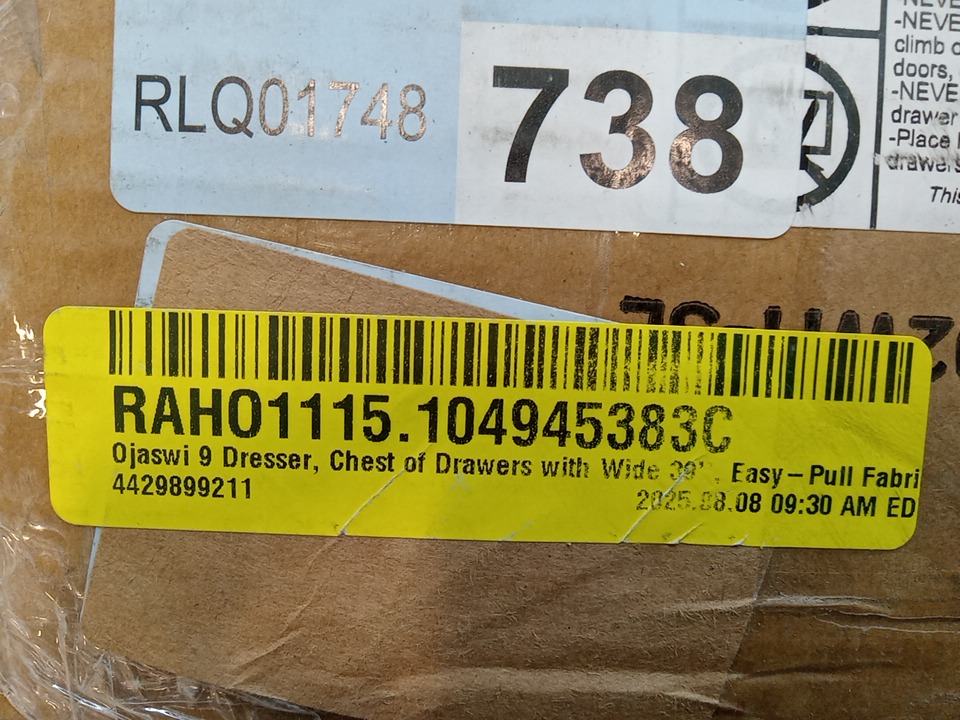 RLQ01748
738
-NEVE
climb o
doors,
-NEVE
drawer
-Place
drawers
This
RAHO1115.104945383C
Ojaswi 9 Dresser, Chest of Drawers with Wide 39", Easy-Pull Fabri
4429899211
2025.08.08 09:30 AM ED